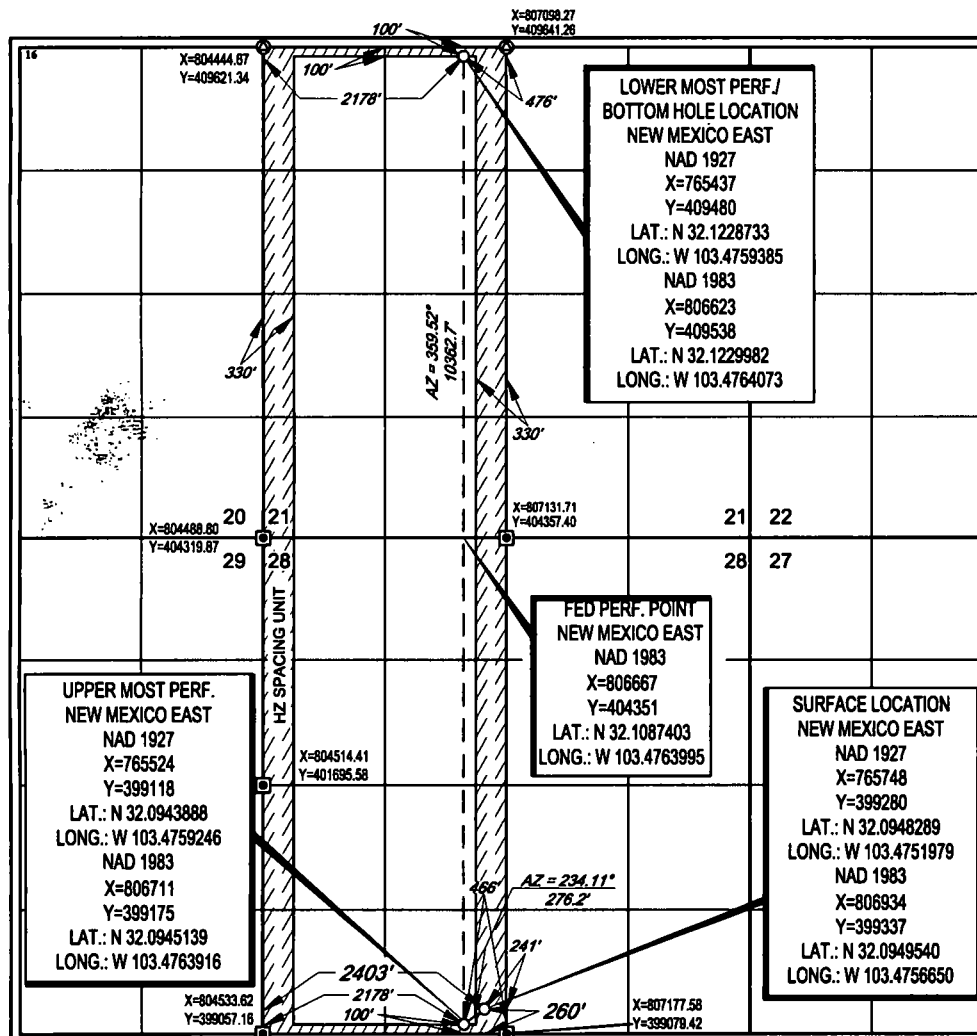 X=807098.27
Y=409641.26
100'
16
X=804444.67
Y=409621.34
100'
2178'
476'
LOWER MOST PERF./
BOTTOM HOLE LOCATION
NEW MEXICO EAST
NAD 1927
X=765437
Y=409480
LAT.: N 32.1228733
LONG.: W 103.4759385
NAD 1983
X=806623
Y=409538
LAT.: N 32.1229982
LONG.: W 103.4764073
AZ = 359.52°
10362.7'
330'
330'
X=804488.80
Y=404319.87
20 21
29 28
X=807131.71
Y=404357.40
21 22
28 27
HZ SPACING UNIT
FED PERF. POINT
NEW MEXICO EAST
NAD 1983
X=806667
Y=404351
LAT.: N 32.1087403
LONG.: W 103.4763995
UPPER MOST PERF.
NEW MEXICO EAST
NAD 1927
X=765524
Y=399118
LAT.: N 32.0943888
LONG.: W 103.4759246
NAD 1983
X=806711
Y=399175
LAT.: N 32.0945139
LONG.: W 103.4763916
X=804514.41
Y=401695.58
SURFACE LOCATION
NEW MEXICO EAST
NAD 1927
X=765748
Y=399280
LAT.: N 32.0948289
LONG.: W 103.4751979
NAD 1983
X=806934
Y=399337
LAT.: N 32.0949540
LONG.: W 103.4756650
466'
AZ = 234.11°
276.2'
241'
2403'
2178'
100'
260'
X=804533.62
Y=399057.16
X=807177.58
Y=399079.42